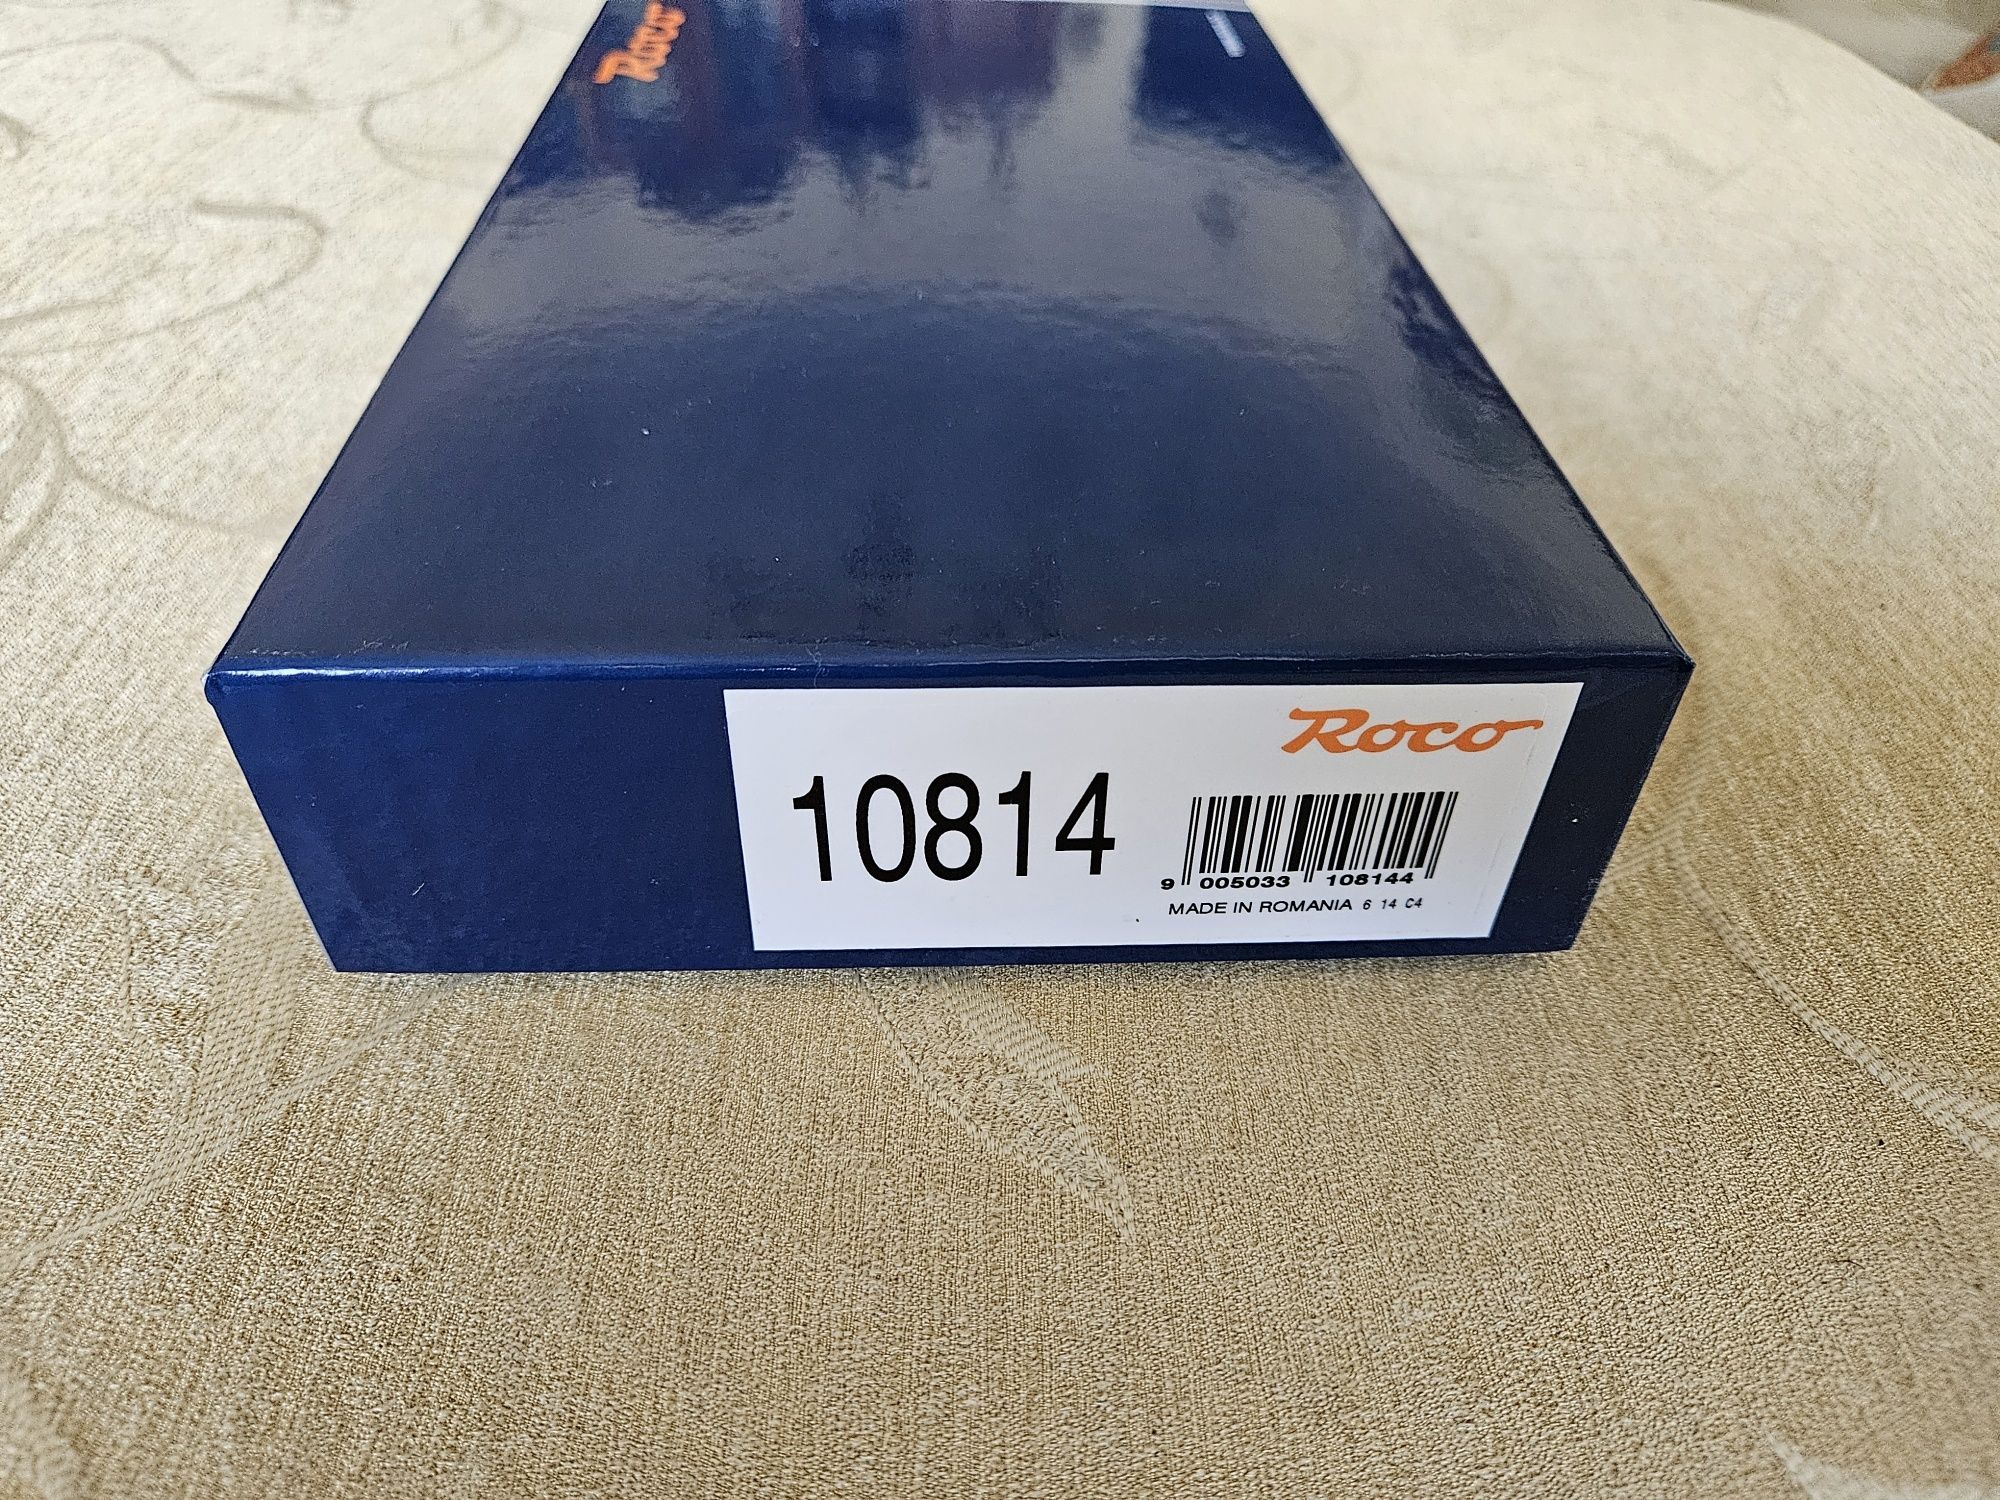 Roco
Roco
10814
9 005033 108144
MADE IN ROMANIA 6 14 C4